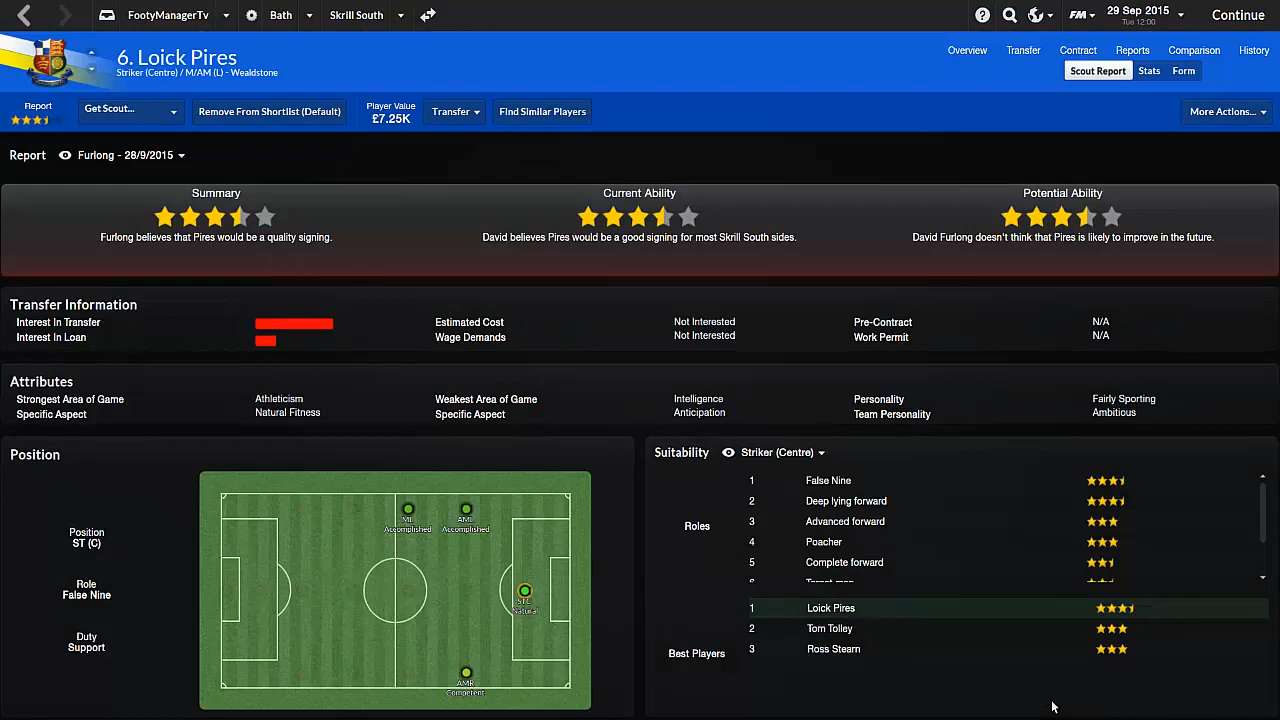 FootyManagerTv
Bath
Skrill South
FM
29 Sep 2015
Tue 12:00
Continue
6. Loick Pires
Striker (Centre) / M/AM (L) - Wealdstone
Overview
Transfer
Contract
Reports
Comparison
History
Scout Report
Stats
Form
Report
Get Scout...
Remove From Shortlist (Default)
Player Value
£7.25K
Transfer
Find Similar Players
More Actions...
Report
Furlong - 28/9/2015
Summary
Furlong believes that Pires would be a quality signing.
Current Ability
David believes Pires would be a good signing for most Skrill South sides.
Potential Ability
David Furlong doesn't think that Pires is likely to improve in the future.
Transfer Information
Interest In Transfer
Estimated Cost
Not Interested
Pre-Contract
N/A
Interest In Loan
Wage Demands
Not Interested
Work Permit
N/A
Attributes
Strongest Area of Game
Athleticism
Weakest Area of Game
Intelligence
Personality
Fairly Sporting
Specific Aspect
Natural Fitness
Specific Aspect
Anticipation
Team Personality
Ambitious
Position
Position
ST (C)
Role
False Nine
Duty
Support
ML
Accomplished
AML
Accomplished
STC
Natural
AMR
Competent
Suitability
Striker (Centre)
Roles
1 False Nine
2 Deep lying forward
3 Advanced forward
4 Poacher
5 Complete forward
6 Target man
Best Players
1 Loick Pires
2 Tom Tolley
3 Ross Stearn